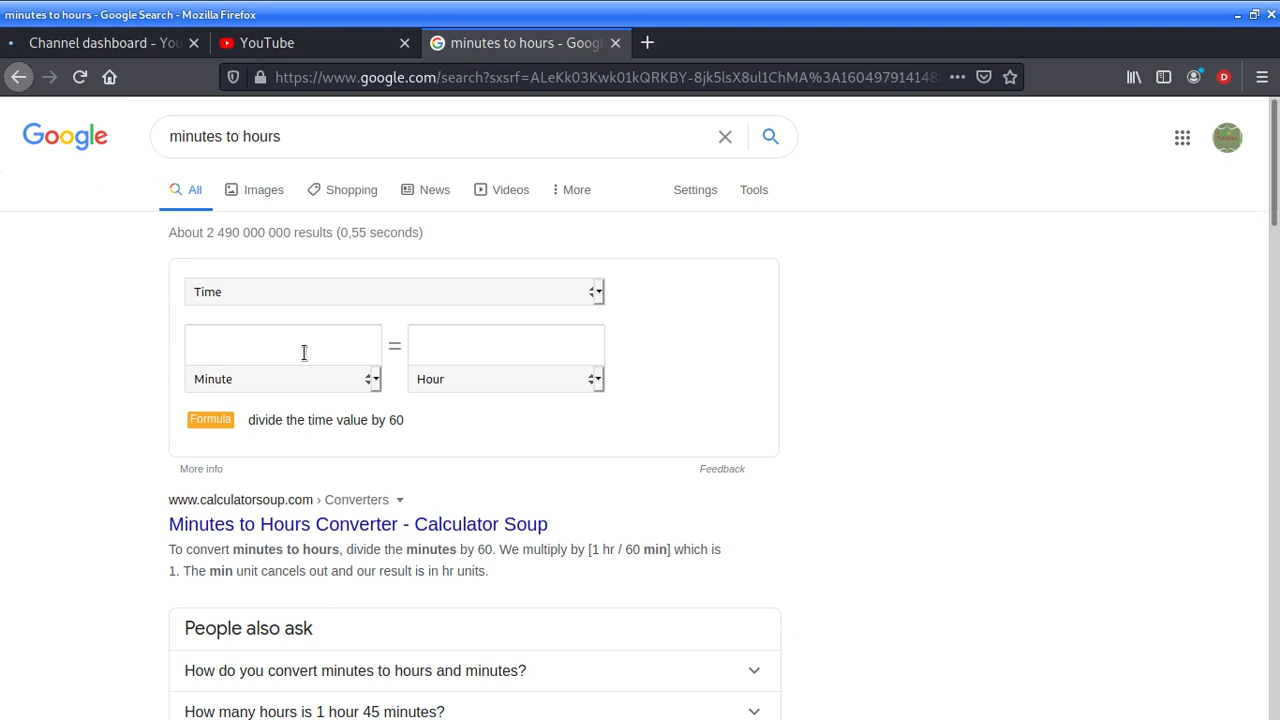 minutes to hours - Google Search - Mozilla Firefox
Channel dashboard - You
YouTube
minutes to hours - Goog
https://www.google.com/search?sxsrf=ALeKk03Kwk01kQRKBY-8jk5lsX8ul1ChMA%3A1604979141148
D
Google
minutes to hours
All
Images
Shopping
News
Videos
More
Settings
Tools
About 2 490 000 000 results (0,55 seconds)
Time
=
Minute
Hour
Formula divide the time value by 60
More info
Feedback
www.calculatorsoup.com › Converters
Minutes to Hours Converter - Calculator Soup
To convert minutes to hours, divide the minutes by 60. We multiply by [1 hr / 60 min] which is
1. The min unit cancels out and our result is in hr units.
People also ask
How do you convert minutes to hours and minutes?
How many hours is 1 hour 45 minutes?